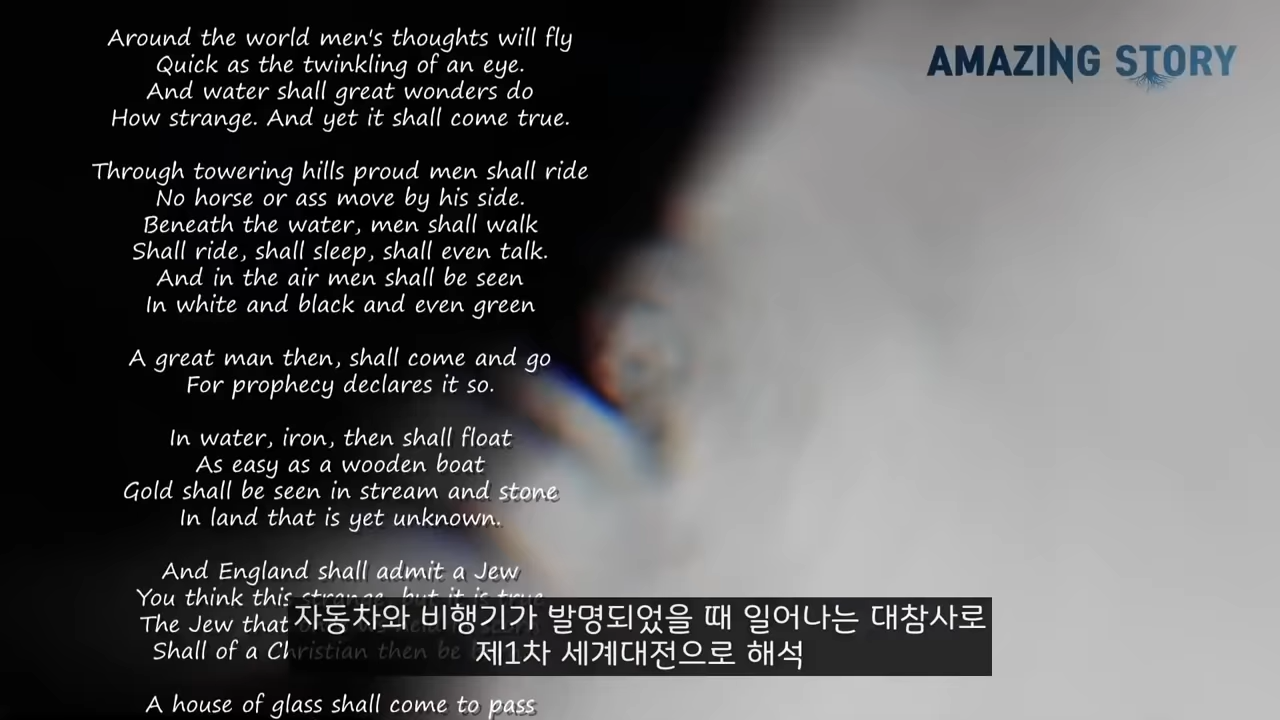 Around the world men's thoughts will fly
Quick as the twinkling of an eye.
And water shall great wonders do
How strange. And yet it shall come true.
Through towering hills proud men shall ride
No horse or ass move by his side.
Beneath the water, men shall walk
Shall ride, shall sleep, shall even talk.
And in the air men shall be seen
In white and black and even green
A great man then, shall come and go
For prophecy declares it so.
In water, iron, then shall float
As easy as a wooden boat
Gold shall be seen in stream and stone
In land that is yet unknown.
And England shall admit a Jew
You think this strange, but it is true
The Jew that
Shall of a Christian then be
A house of glass shall come to pass
AMAZING STORY
자동차와 비행기가 발명되었을 때 일어나는 대참사로
제1차 세계대전으로 해석